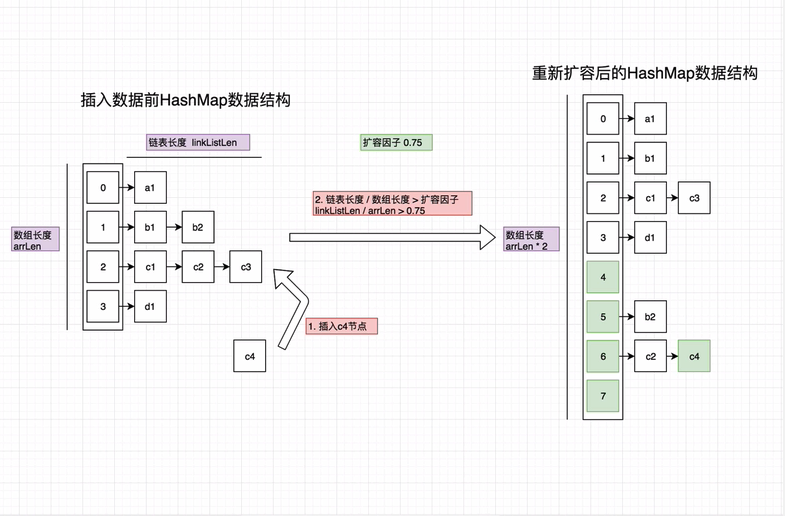 重新扩容后的HashMap数据结构
插入数据前HashMap数据结构
链表长度 linkListLen
扩容因子 0.75
2. 链表长度 / 数组长度 > 扩容因子
linkListLen / arrLen > 0.75
数组长度
arrLen
数组长度
arrLen * 2
0 a1
1 b1 b2
2 c1 c2 c3
3 d1
1. 插入c4节点
c4
0 a1
1 b1
2 c1 c3
3 d1
4
5 b2
6 c2 c4
7